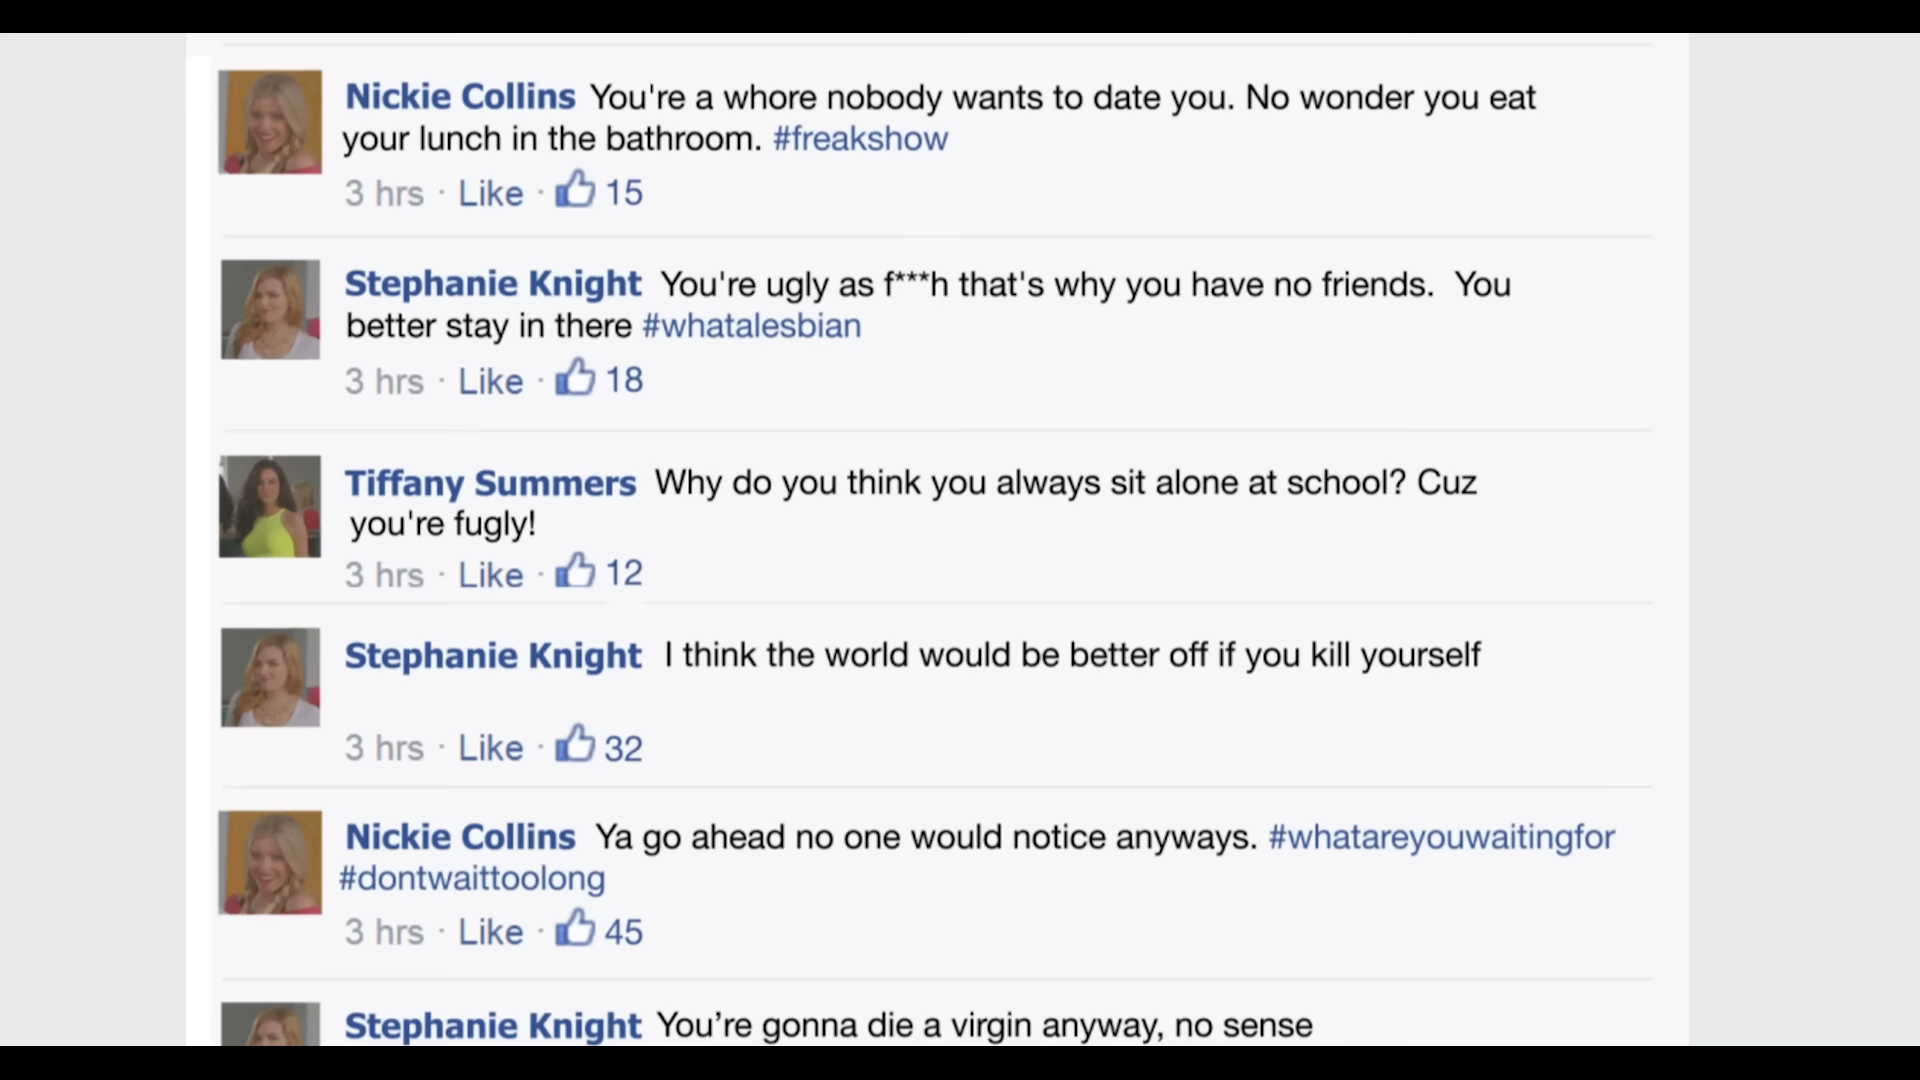 Nickie Collins You're a whore nobody wants to date you. No wonder you eat
your lunch in the bathroom. #freakshow
3 hrs · Like · 15
Stephanie Knight You're ugly as f***h that's why you have no friends. You
better stay in there #whatalesbian
3 hrs · Like · 18
Tiffany Summers Why do you think you always sit alone at school? Cuz
you're fugly!
3 hrs · Like · 12
Stephanie Knight I think the world would be better off if you kill yourself
3 hrs · Like · 32
Nickie Collins Ya go ahead no one would notice anyways. #whatareyouwaitingfor
#dontwaittoolong
3 hrs · Like · 45
Stephanie Knight You’re gonna die a virgin anyway, no sense